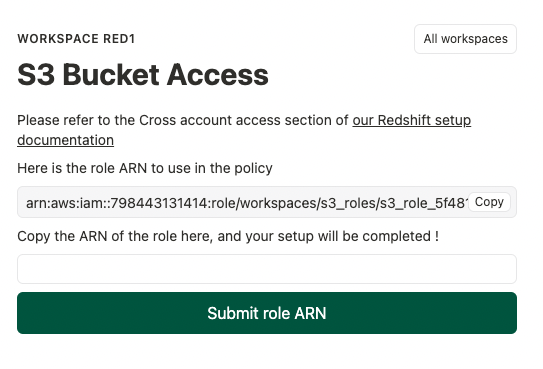 WORKSPACE RED1
All workspaces
S3 Bucket Access
Please refer to the Cross account access section of our Redshift setup
documentation
Here is the role ARN to use in the policy
arn:aws:iam::798443131414:role/workspaces/s3_roles/s3_role_5f481
Copy
Copy the ARN of the role here, and your setup will be completed !
Submit role ARN